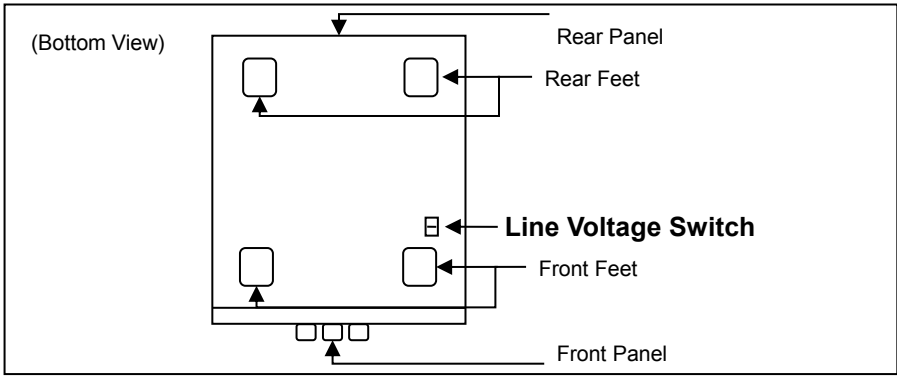 (Bottom View)
Rear Panel
Rear Feet
Line Voltage Switch
Front Feet
Front Panel